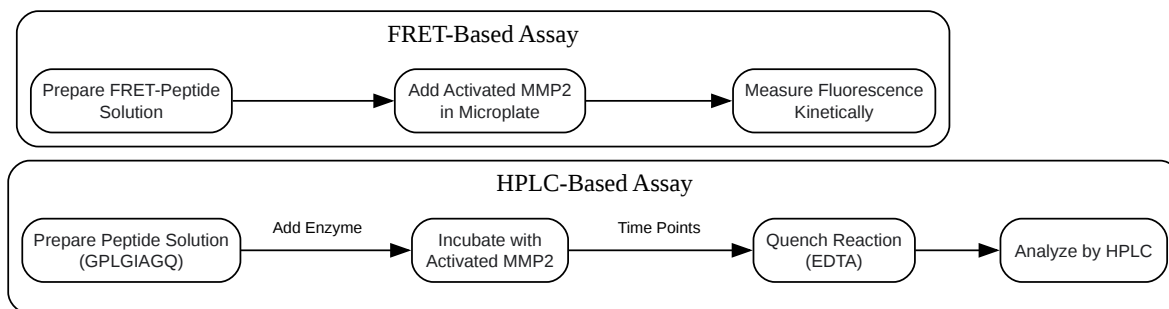 FRET-Based Assay
Prepare FRET-Peptide
Solution
Add Activated MMP2
in Microplate
Measure Fluorescence
Kinetically
HPLC-Based Assay
Prepare Peptide Solution
(GPLGIAGQ)
Add Enzyme
Incubate with
Activated MMP2
Time Points
Quench Reaction
(EDTA)
Analyze by HPLC